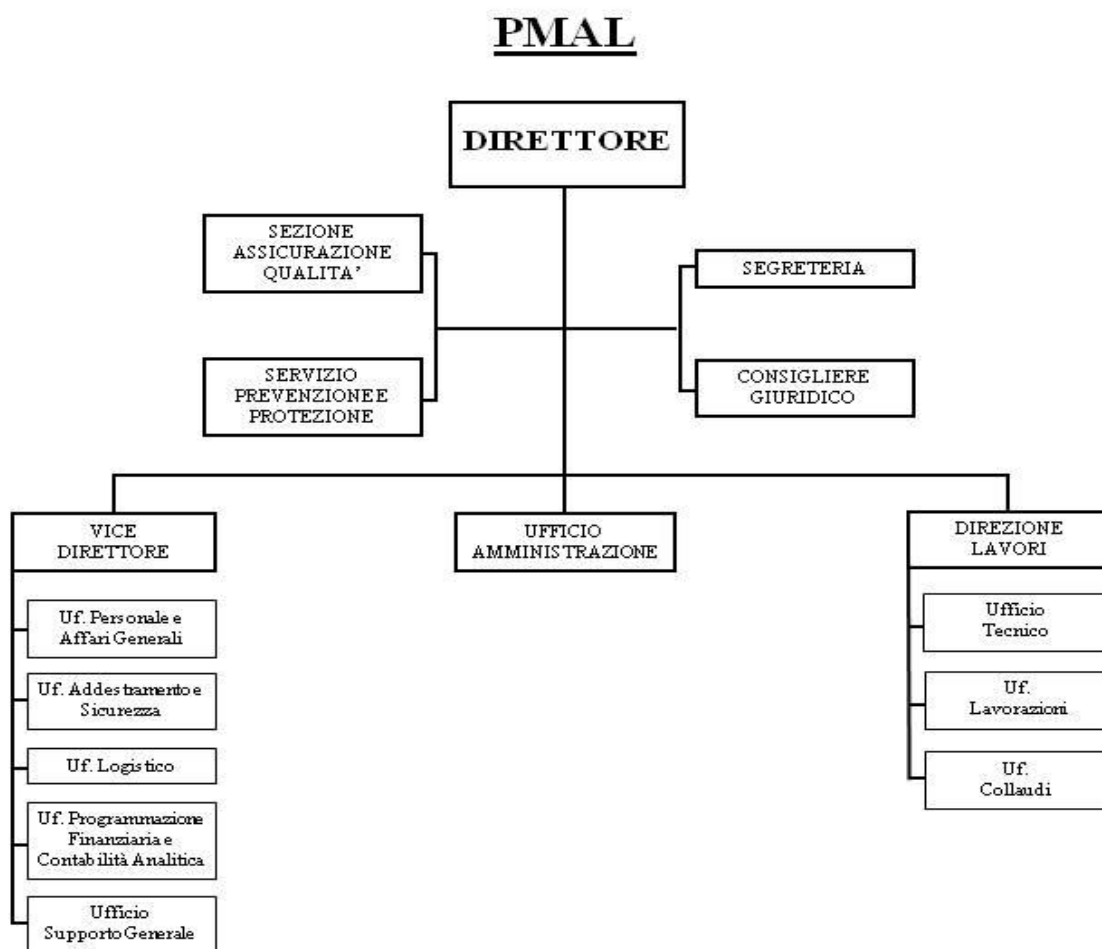 PMAL
DIRETTORE
SEZIONE
ASSICURAZIONE
QUALITA'
SEGRETERIA
SERVIZIO
PREVENZIONE E
PROTEZIONE
CONSIGLIERE
GIURIDICO
VICE
DIRETTORE
UFFICIO
AMMINISTRAZIONE
DIREZIONE
LAVORI
Uf. Personale e
Affari Generali
Uf. Addestramento e
Sicurezza
Uf. Logistico
Uf. Programmazione
Finanziaria e
Contabilità Analitica
Ufficio
Supporto Generale
Ufficio
Tecnico
Uf.
Lavorazioni
Uf.
Collaudi